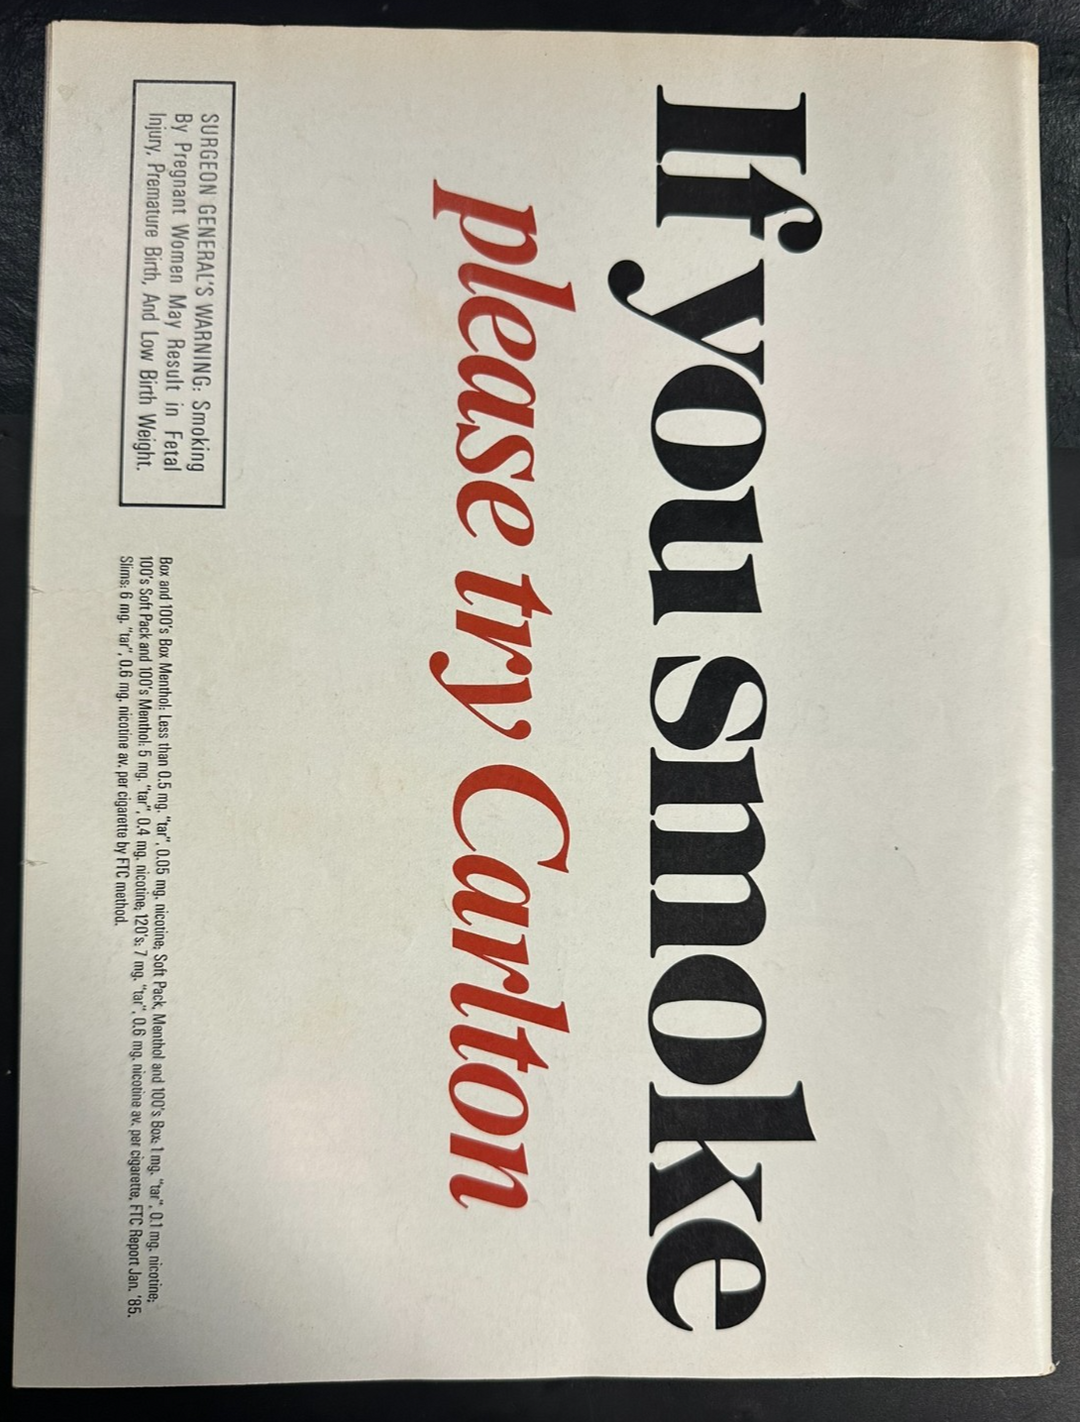 If you smoke
please try Carlton
SURGEON GENERAL'S WARNING: Smoking
By Pregnant Women May Result in Fetal
Injury, Premature Birth, And Low Birth Weight.
Box and 100's Box Menthol: Less than 0.5 mg. "tar", 0.05 mg. nicotine; Soft Pack, Menthol and 100's Box: 1 mg. "tar", 0.1 mg. nicotine;
100's Soft Pack and 100's Menthol: 5 mg. "tar", 0.4 mg. nicotine; 120's: 7 mg. "tar", 0.6 mg. nicotine av. per cigarette, FTC Report Jan. '85.
Slims: 6 mg. "tar", 0.6 mg. nicotine av. per cigarette by FTC method.